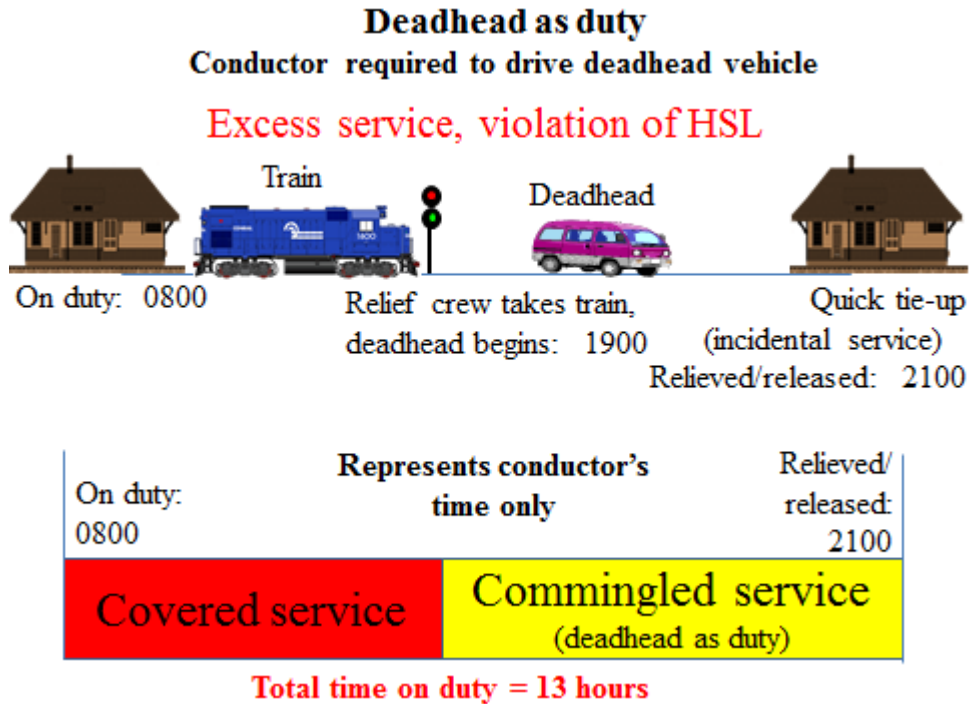 Deadhead as duty
Conductor required to drive deadhead vehicle
Excess service, violation of HSL
Train
Deadhead
On duty: 0800
Relief crew takes train,
deadhead begins: 1900
Quick tie-up
(incidental service)
Relieved/released: 2100
On duty:
0800
Represents conductor's
time only
Relieved/
released:
2100
Covered service
Commingled service
(deadhead as duty)
Total time on duty = 13 hours